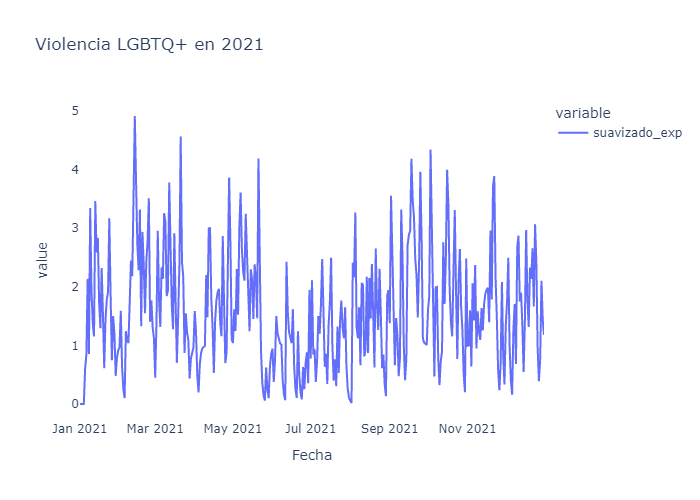 Violencia LGBTQ+ en 2021
variable
suavizado_exp
value
5
4
3
2
1
0
Jan 2021 Mar 2021 May 2021 Jul 2021 Sep 2021 Nov 2021
Fecha